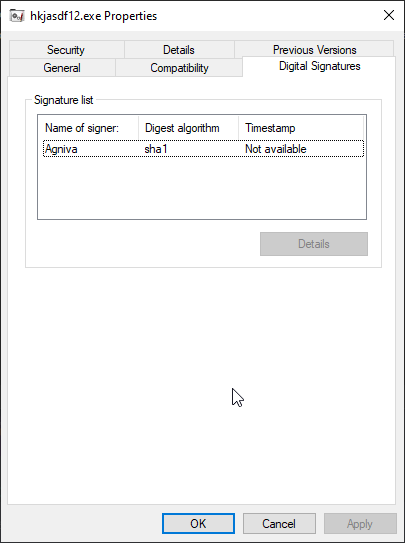 hkjasdf12.exe Properties
Security Details Previous Versions
General Compatibility Digital Signatures
Signature list
Name of signer: Digest algorithm Timestamp
Agniva sha1 Not available
Details
OK Cancel Apply